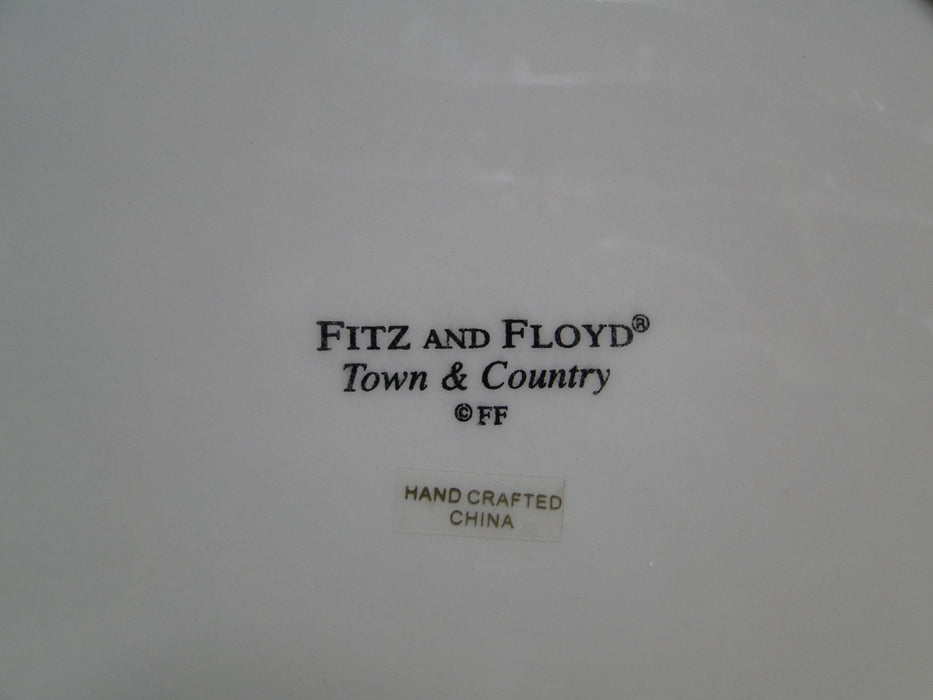 FITZ AND FLOYD®
Town & Country
©FF
HAND CRAFTED
CHINA